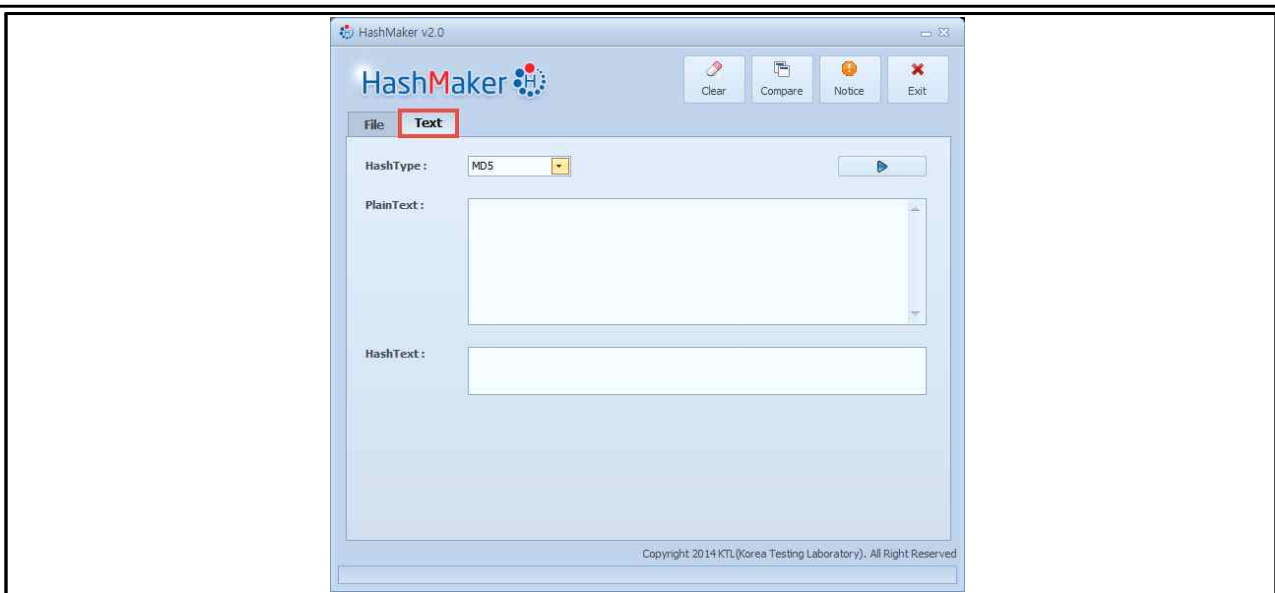 HashMaker v2.0
HashMaker H
Clear Compare Notice Exit
File Text
HashType : MD5
PlainText :
HashText :
Copyright 2014 KTL(Korea Testing Laboratory). All Right Reserved